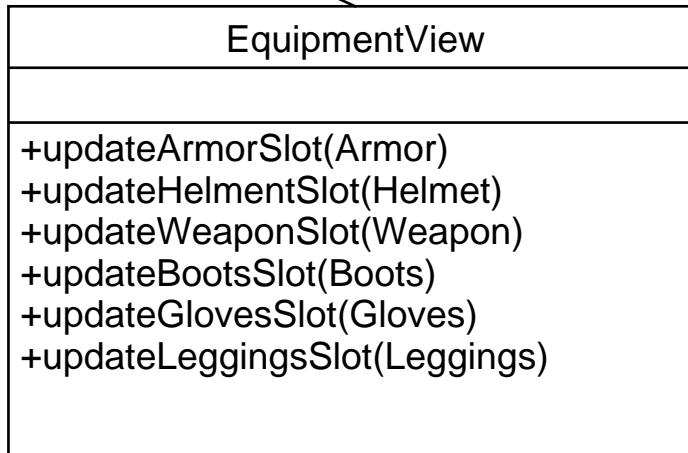 EquipmentView
+updateArmorSlot(Armor)
+updateHelmentSlot(Helmet)
+updateWeaponSlot(Weapon)
+updateBootsSlot(Boots)
+updateGlovesSlot(Gloves)
+updateLeggingsSlot(Leggings)